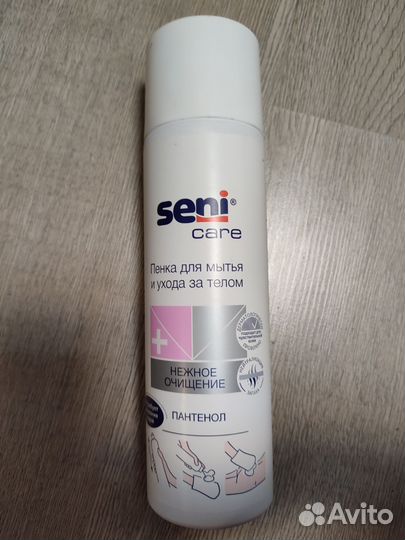 seni®
care
Пенка для мытья
и ухода за телом
НЕЖНОЕ
ОЧИЩЕНИЕ
ПАНТЕНОЛ
Avito